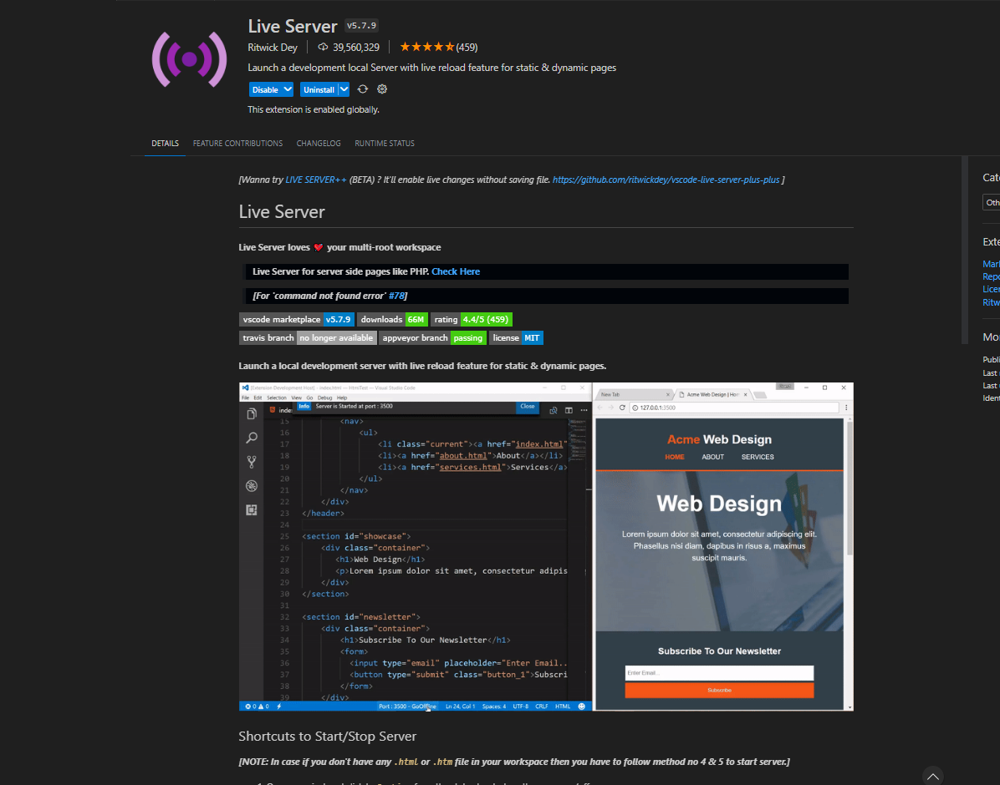 Live Server v5.7.9
Ritwick Dey 39,560,329 (459)
Launch a development local Server with live reload feature for static & dynamic pages
Disable Uninstall
This extension is enabled globally.
DETAILS FEATURE CONTRIBUTIONS CHANGELOG RUNTIME STATUS
[Wanna try LIVE SERVER++ (BETA) ? It'll enable live changes without saving file. https://github.com/ritwickdey/vscode-live-server-plus-plus ]
Live Server
Live Server loves your multi-root workspace
Live Server for server side pages like PHP. Check Here
[For 'command not found error' #78]
vscode marketplace v5.7.9 downloads 66M rating 4.4/5 (459)
travis branch no longer available appveyor branch passing license MIT
Launch a local development server with live reload feature for static & dynamic pages.
[Extension Development Host] - index.html — HtmlTest — Visual Studio Code
File Edit Selection View Go Debug Help
index Info Server is Started at port : 3500 Close
15 <nav>
16 <ul>
17 <li class="current"><a href="index.html"
18 <li><a href="about.html">About</a></li>
19 <li><a href="services.html">Services</a>
20 </ul>
21 </nav>
22 </div>
23 </header>
24
25 <section id="showcase">
26 <div class="container">
27 <h1>Web Design</h1>
28 <p>Lorem ipsum dolor sit amet, consectetur adipis
29 </div>
30 </section>
31
32 <section id="newsletter">
33 <div class="container">
34 <h1>Subscribe To Our Newsletter</h1>
35 <form>
36 <input type="email" placeholder="Enter Email..
37 <button type="submit" class="button_1">Subscri
38 </form>
39 </div>
0 0 Port : 3500 - GoOffline Ln 24, Col 1 Spaces: 4 UTF-8 CRLF HTML
New Tab Acme Web Design | Hom
127.0.0.1:3500
Acme Web Design
HOME ABOUT SERVICES
Web Design
Lorem ipsum dolor sit amet, consectetur adipiscing elit.
Phasellus nisi diam, dapibus in risus a, maximus
suscipit mauris.
Subscribe To Our Newsletter
Enter Email...
Subscribe
Shortcuts to Start/Stop Server
[NOTE: In case if you don't have any .html or .htm file in your workspace then you have to follow method no 4 & 5 to start server.]
Cate
Oth
Exte
Mark
Repo
Licen
Ritw
Mo
Publi
Last
Last
Ident